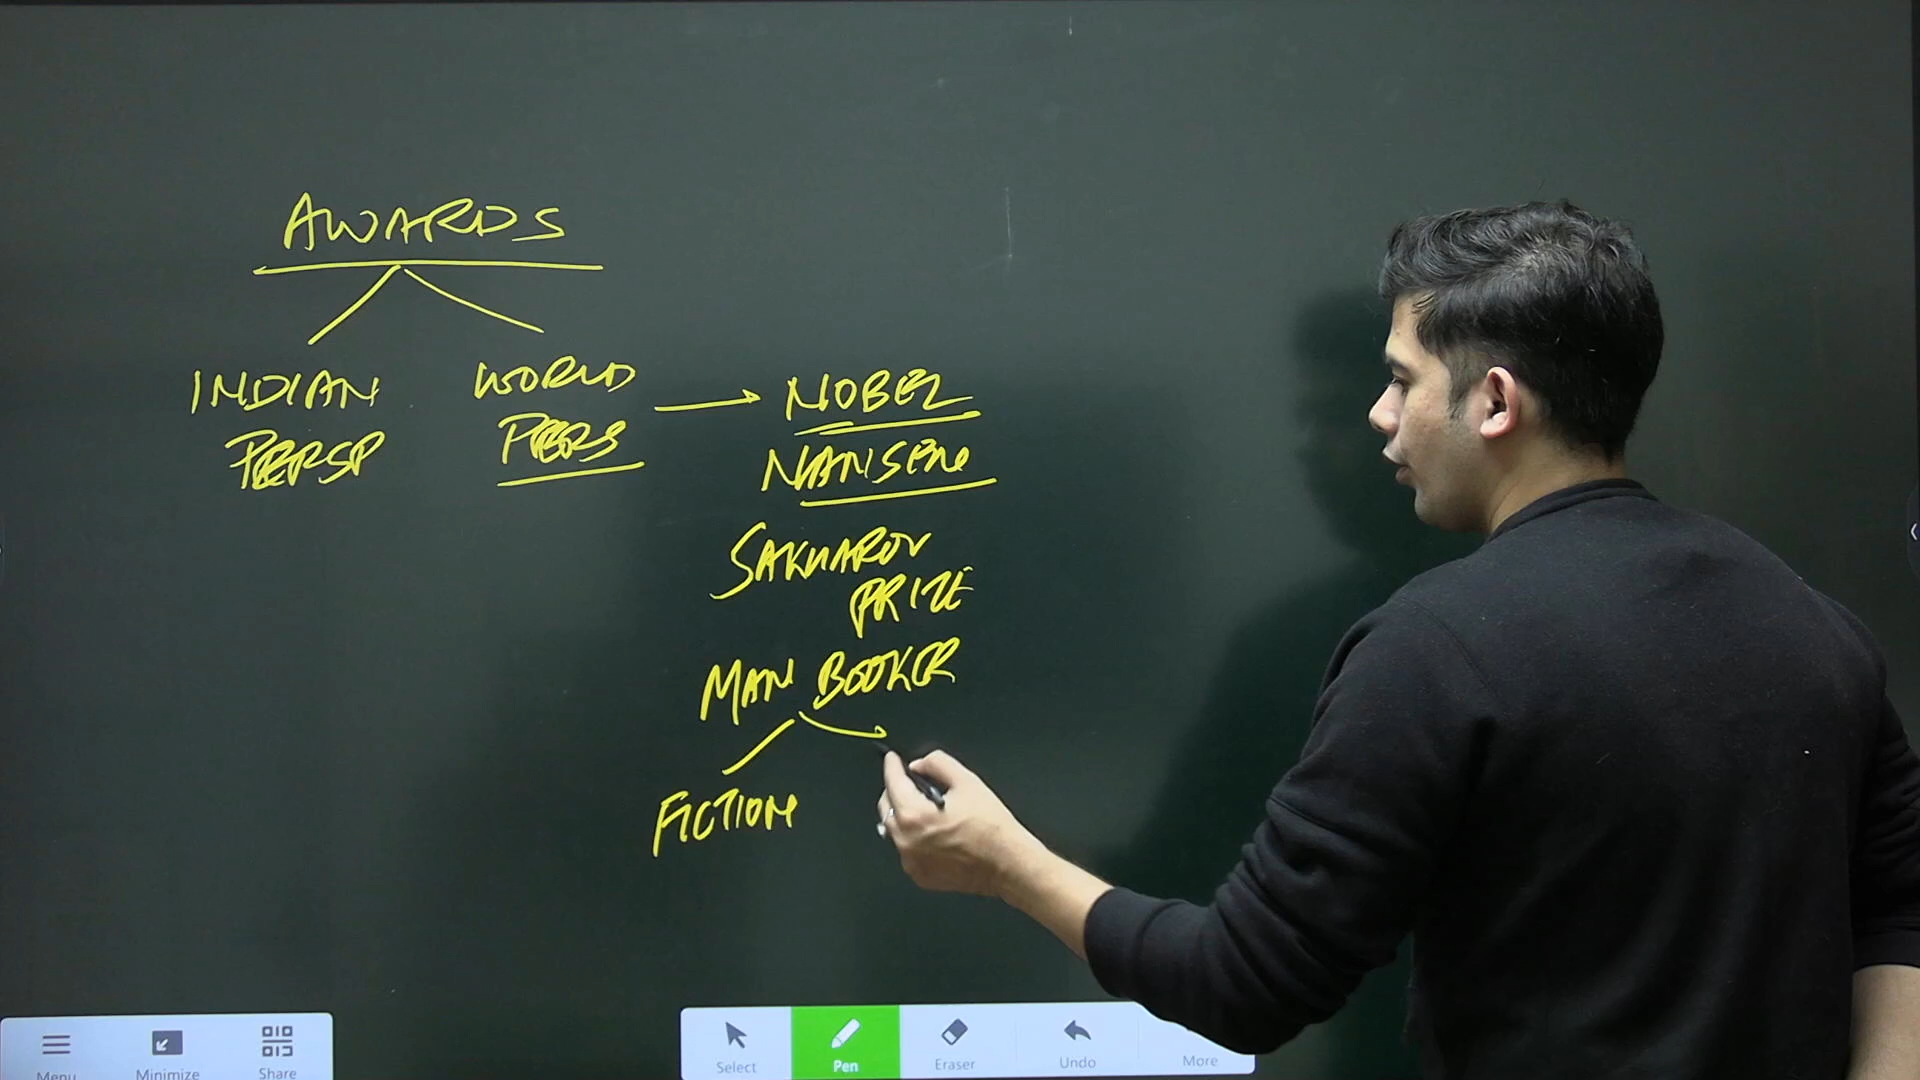 AWARDS
INDIAN
PERSP
WORLD
PERS
NOBEL
NANSEN
SAKHAROV
PRIZE
MAN BOOKER
FICTION
Menu
Minimize
Share
Select
Pen
Eraser
Undo
More